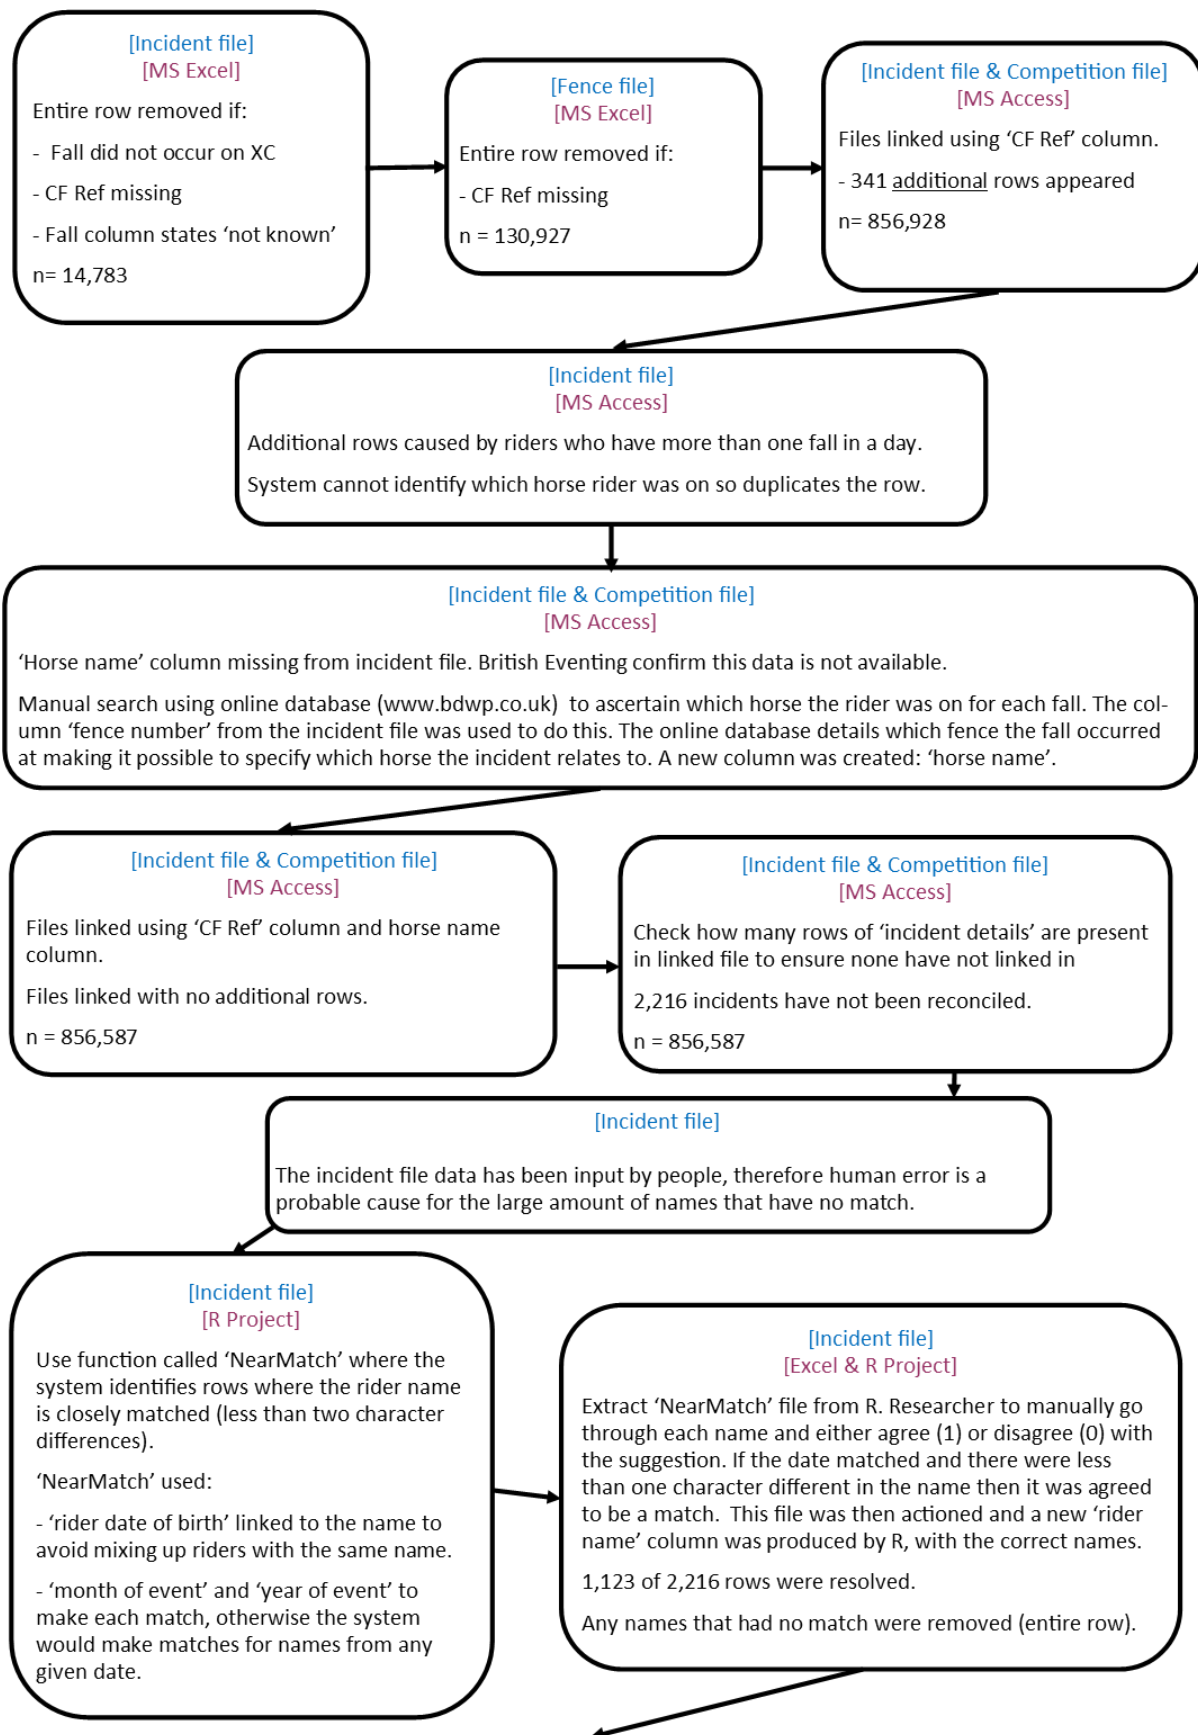 [Incident file]
[MS Excel]
Entire row removed if:
- Fall did not occur on XC
- CF Ref missing
- Fall column states ‘not known’
n= 14,783
[Fence file]
[MS Excel]
Entire row removed if:
- CF Ref missing
n = 130,927
[Incident file & Competition file]
[MS Access]
Files linked using ‘CF Ref’ column.
- 341 additional rows appeared
n= 856,928
[Incident file]
[MS Access]
Additional rows caused by riders who have more than one fall in a day.
System cannot identify which horse rider was on so duplicates the row.
[Incident file & Competition file]
[MS Access]
‘Horse name’ column missing from incident file. British Eventing confirm this data is not available.
Manual search using online database (www.bdwp.co.uk) to ascertain which horse the rider was on for each fall. The col-
umn ‘fence number’ from the incident file was used to do this. The online database details which fence the fall occurred
at making it possible to specify which horse the incident relates to. A new column was created: ‘horse name’.
[Incident file & Competition file]
[MS Access]
Files linked using ‘CF Ref’ column and horse name
column.
Files linked with no additional rows.
n = 856,587
[Incident file & Competition file]
[MS Access]
Check how many rows of ‘incident details’ are present
in linked file to ensure none have not linked in
2,216 incidents have not been reconciled.
n = 856,587
[Incident file]
The incident file data has been input by people, therefore human error is a
probable cause for the large amount of names that have no match.
[Incident file]
[R Project]
Use function called ‘NearMatch’ where the
system identifies rows where the rider name
is closely matched (less than two character
differences).
‘NearMatch’ used:
- ‘rider date of birth’ linked to the name to
avoid mixing up riders with the same name.
- ‘month of event’ and ‘year of event’ to
make each match, otherwise the system
would make matches for names from any
given date.
[Incident file]
[Excel & R Project]
Extract ‘NearMatch’ file from R. Researcher to manually go
through each name and either agree (1) or disagree (0) with
the suggestion. If the date matched and there were less
than one character different in the name then it was agreed
to be a match. This file was then actioned and a new ‘rider
name’ column was produced by R, with the correct names.
1,123 of 2,216 rows were resolved.
Any names that had no match were removed (entire row).